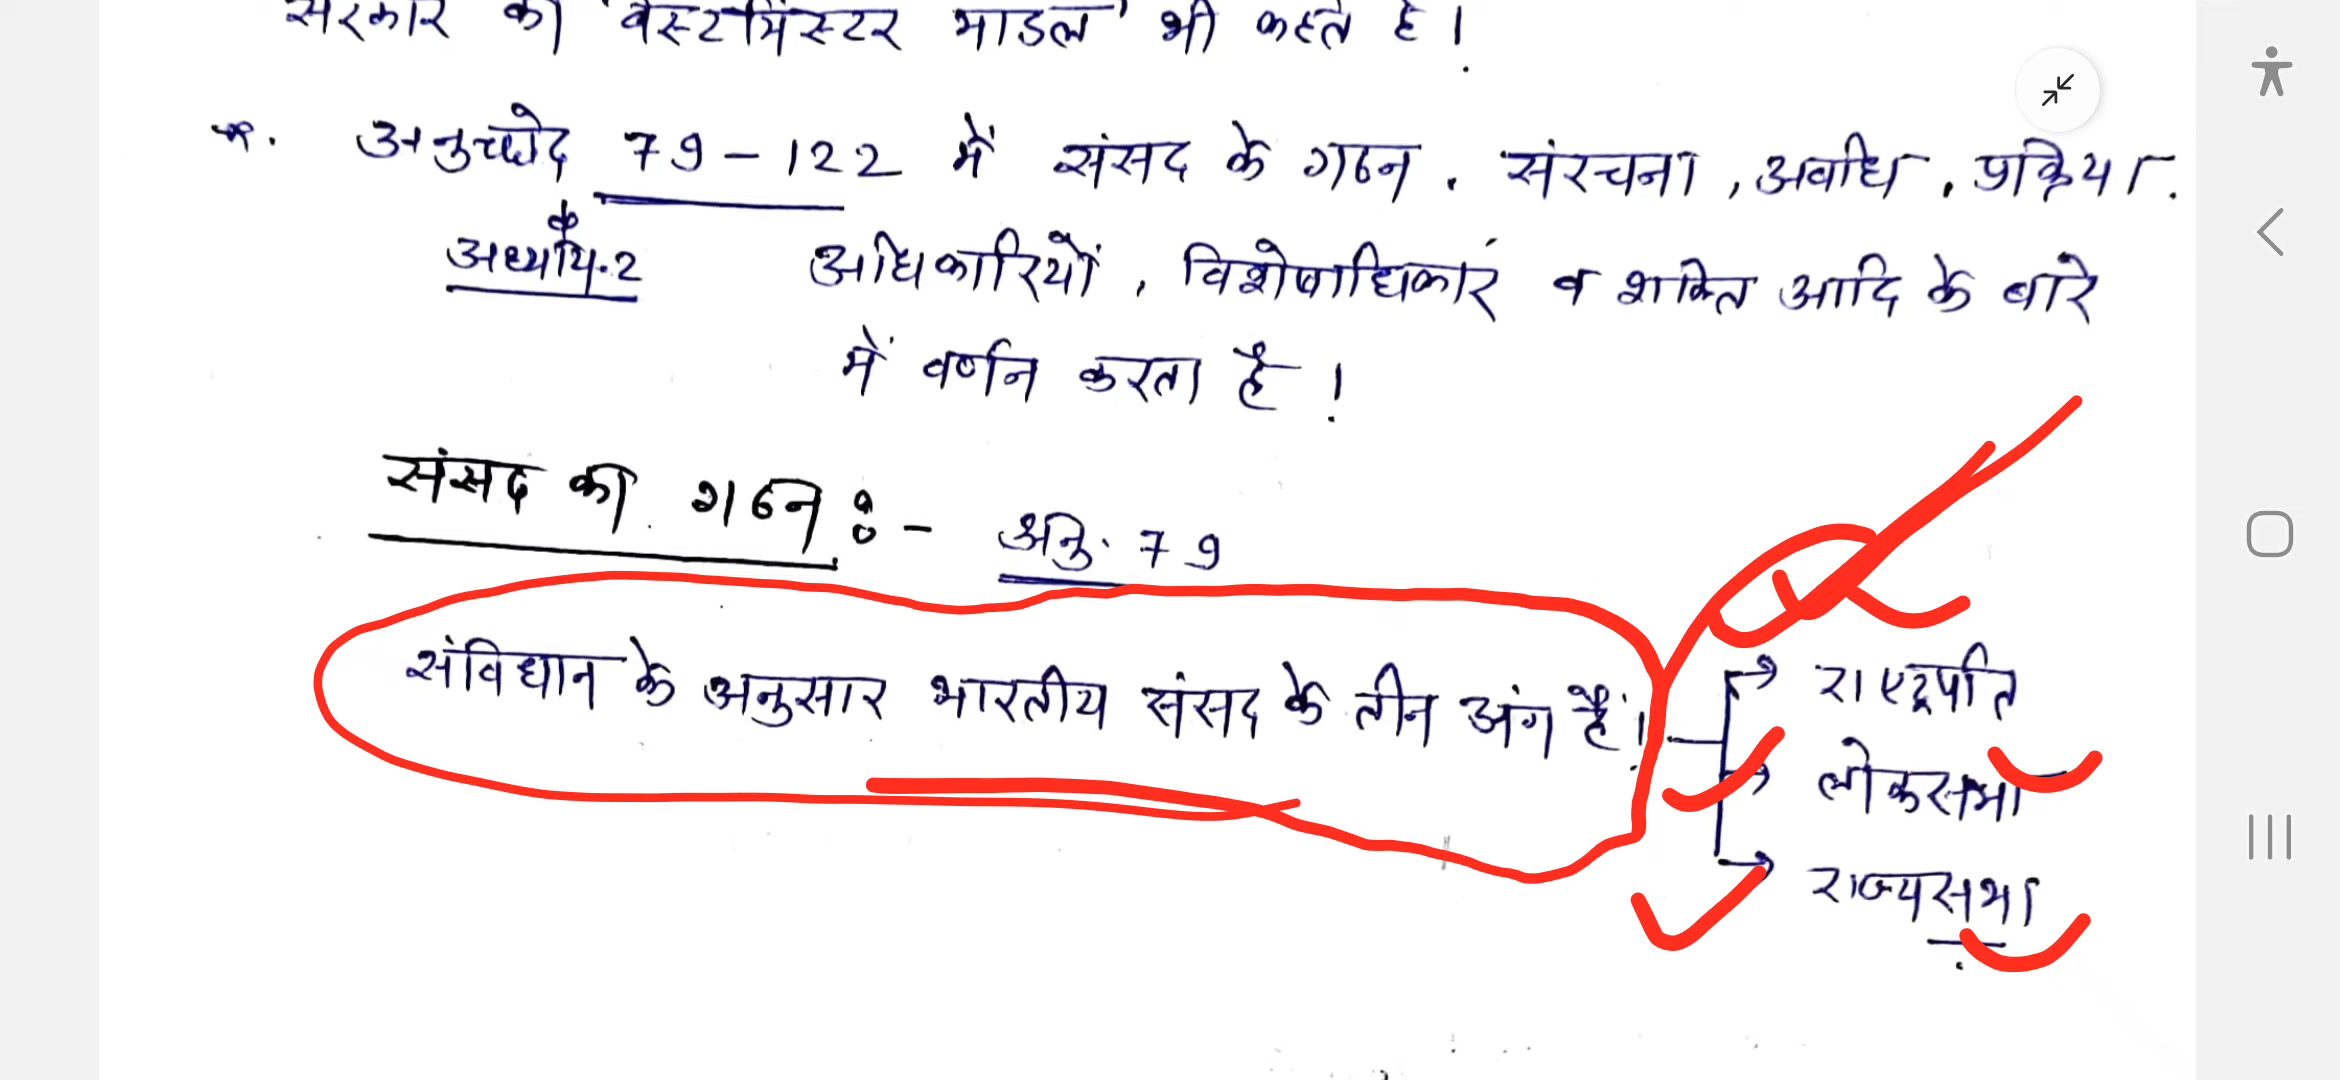 सरकार को 'वेस्टमिंस्टर माडल' भी कहते है।
अनुच्छेद 79-122 में संसद के गठन, संरचना, अवधि, प्रक्रिया,
के
अध्याय-2 अधिकारियों, विशेषाधिकार व शक्ति आदि के बारे
में वर्णन करता है!
संसद का गठन :- अनु. 79
संविधान के अनुसार भारतीय संसद के तीन अंग हैं।
राष्ट्रपति
लोकसभा
राज्यसभा